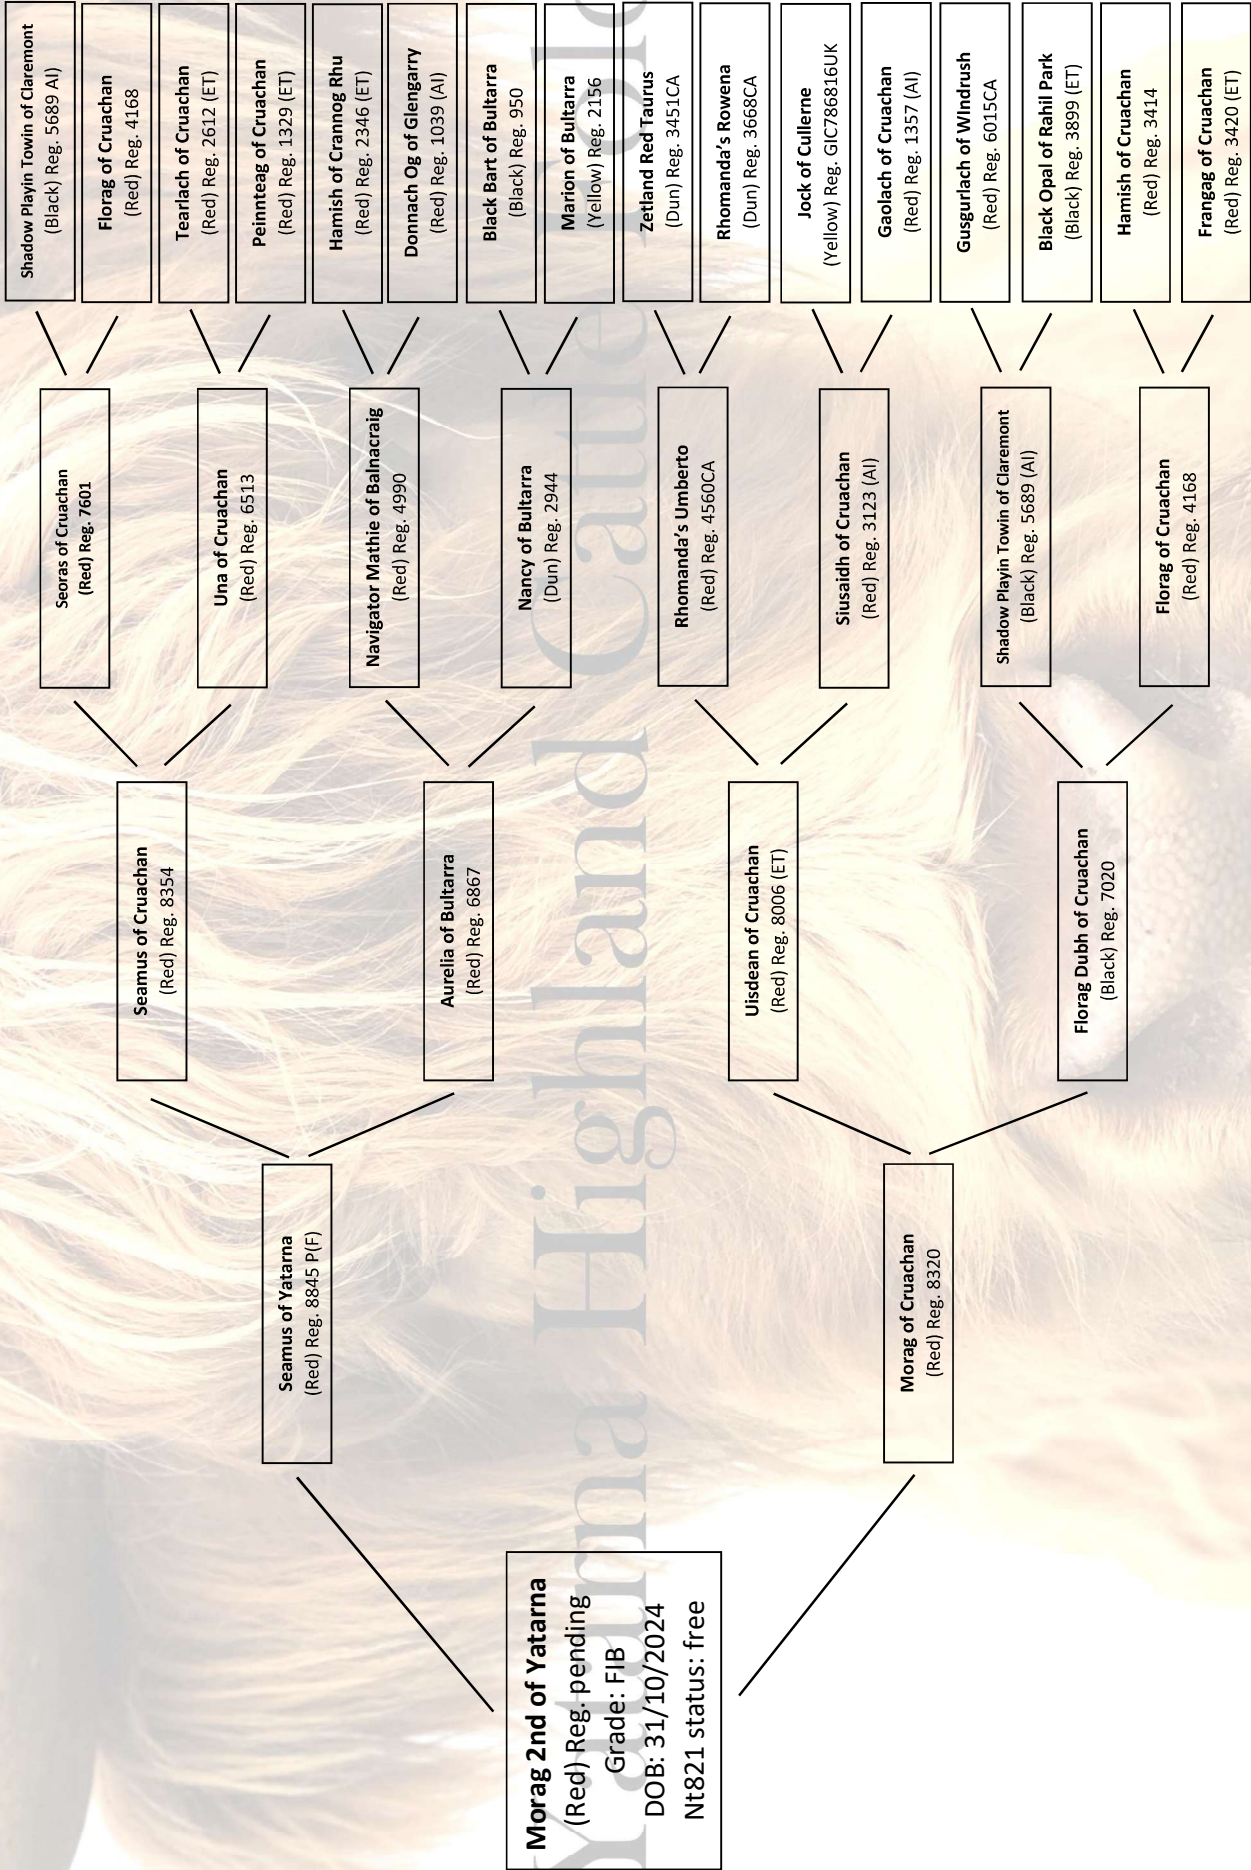 Yatarna Highland Cattle Fold
Morag 2nd of Yatarna
(Red) Reg. pending
Grade: FIB
DOB: 31/10/2024
Nt821 status: free
Seamus of Yatarna
(Red) Reg. 8845 P(F)
Morag of Cruachan
(Red) Reg. 8320
Seamus of Cruachan
(Red) Reg. 8354
Aurelia of Bultarra
(Red) Reg. 6867
Uisdean of Cruachan
(Red) Reg. 8006 (ET)
Florag Dubh of Cruachan
(Black) Reg. 7020
Seoras of Cruachan
(Red) Reg. 7601
Una of Cruachan
(Red) Reg. 6513
Navigator Mathie of Balnacraig
(Red) Reg. 4990
Nancy of Bultarra
(Dun) Reg. 2944
Rhomanda's Umberto
(Red) Reg. 4560CA
Siusaidh of Cruachan
(Red) Reg. 3123 (AI)
Shadow Playin Towin of Claremont
(Black) Reg. 5689 (AI)
Florag of Cruachan
(Red) Reg. 4168
Shadow Playin Towin of Claremont
(Black) Reg. 5689 AI)
Florag of Cruachan
(Red) Reg. 4168
Tearlach of Cruachan
(Red) Reg. 2612 (ET)
Peinnteag of Cruachan
(Red) Reg. 1329 (ET)
Hamish of Crannog Rhu
(Red) Reg. 2346 (ET)
Donnach Og of Glengarry
(Red) Reg. 1039 (AI)
Black Bart of Bultarra
(Black) Reg. 950
Marion of Bultarra
(Yellow) Reg. 2156
Zetland Red Taurus
(Dun) Reg. 3451CA
Rhomanda's Rowena
(Dun) Reg. 3668CA
Jock of Cullerne
(Yellow) Reg. GIC786816UK
Gaolach of Cruachan
(Red) Reg. 1357 (AI)
Gusgurlach of Windrush
(Red) Reg. 6015CA
Black Opal of Rahil Park
(Black) Reg. 3899 (ET)
Hamish of Cruachan
(Red) Reg. 3414
Frangag of Cruachan
(Red) Reg. 3420 (ET)